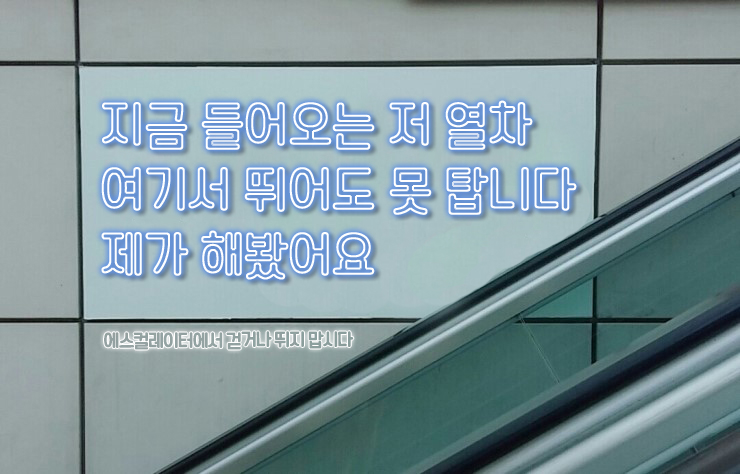 지금 들어오는 저 열차
여기서 뛰어도 못 탑니다
제가 해봤어요
에스컬레이터에서 걷거나 뛰지 맙시다